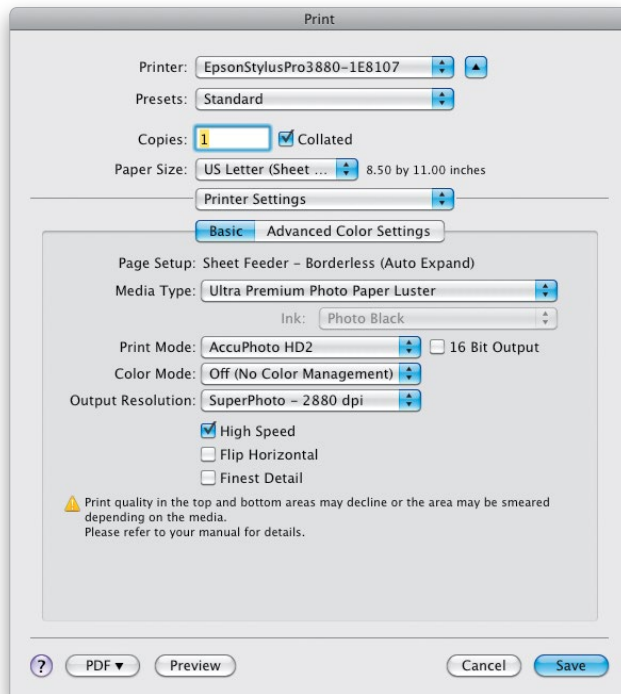 Print
Printer: EpsonStylusPro3880-1E8107
Presets: Standard
Copies: 1 Collated
Paper Size: US Letter (Sheet ... 8.50 by 11.00 inches
Printer Settings
Basic Advanced Color Settings
Page Setup: Sheet Feeder - Borderless (Auto Expand)
Media Type: Ultra Premium Photo Paper Luster
Ink: Photo Black
Print Mode: AccuPhoto HD2 16 Bit Output
Color Mode: Off (No Color Management)
Output Resolution: SuperPhoto - 2880 dpi
High Speed
Flip Horizontal
Finest Detail
Print quality in the top and bottom areas may decline or the area may be smeared
depending on the media.
Please refer to your manual for details.
? PDF▼ Preview Cancel Save